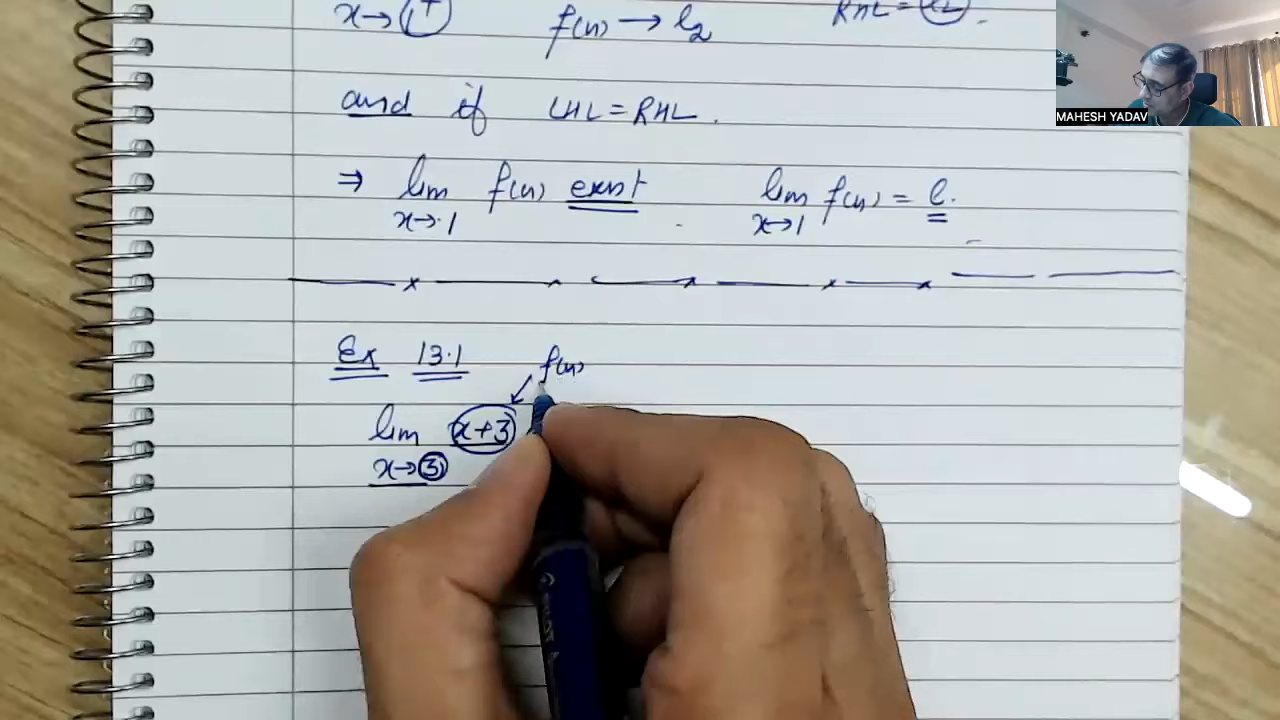 x→1⁺ f(x) → l₂ RHL =
MAHESH YADAV
and if LHL = RHL.
⇒ lim f(x) exist lim f(x) = l.
x→1 x→1
Ex 13.1 f(x)
lim x+3
x→3